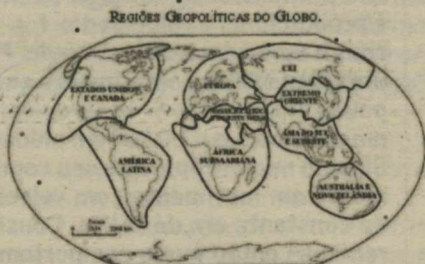 REGIÕES GEOPOLÍTICAS DO GLOBO.
ESTADOS UNIDOS
E CANADÁ
EUROPA
CEI
EXTREMO
ORIENTE
ÁSIA DO SUL
E SUDESTE
ÁFRICA
SUBSAARIANA
AMÉRICA
LATINA
AUSTRÁLIA E
NOVA ZELÂNDIA